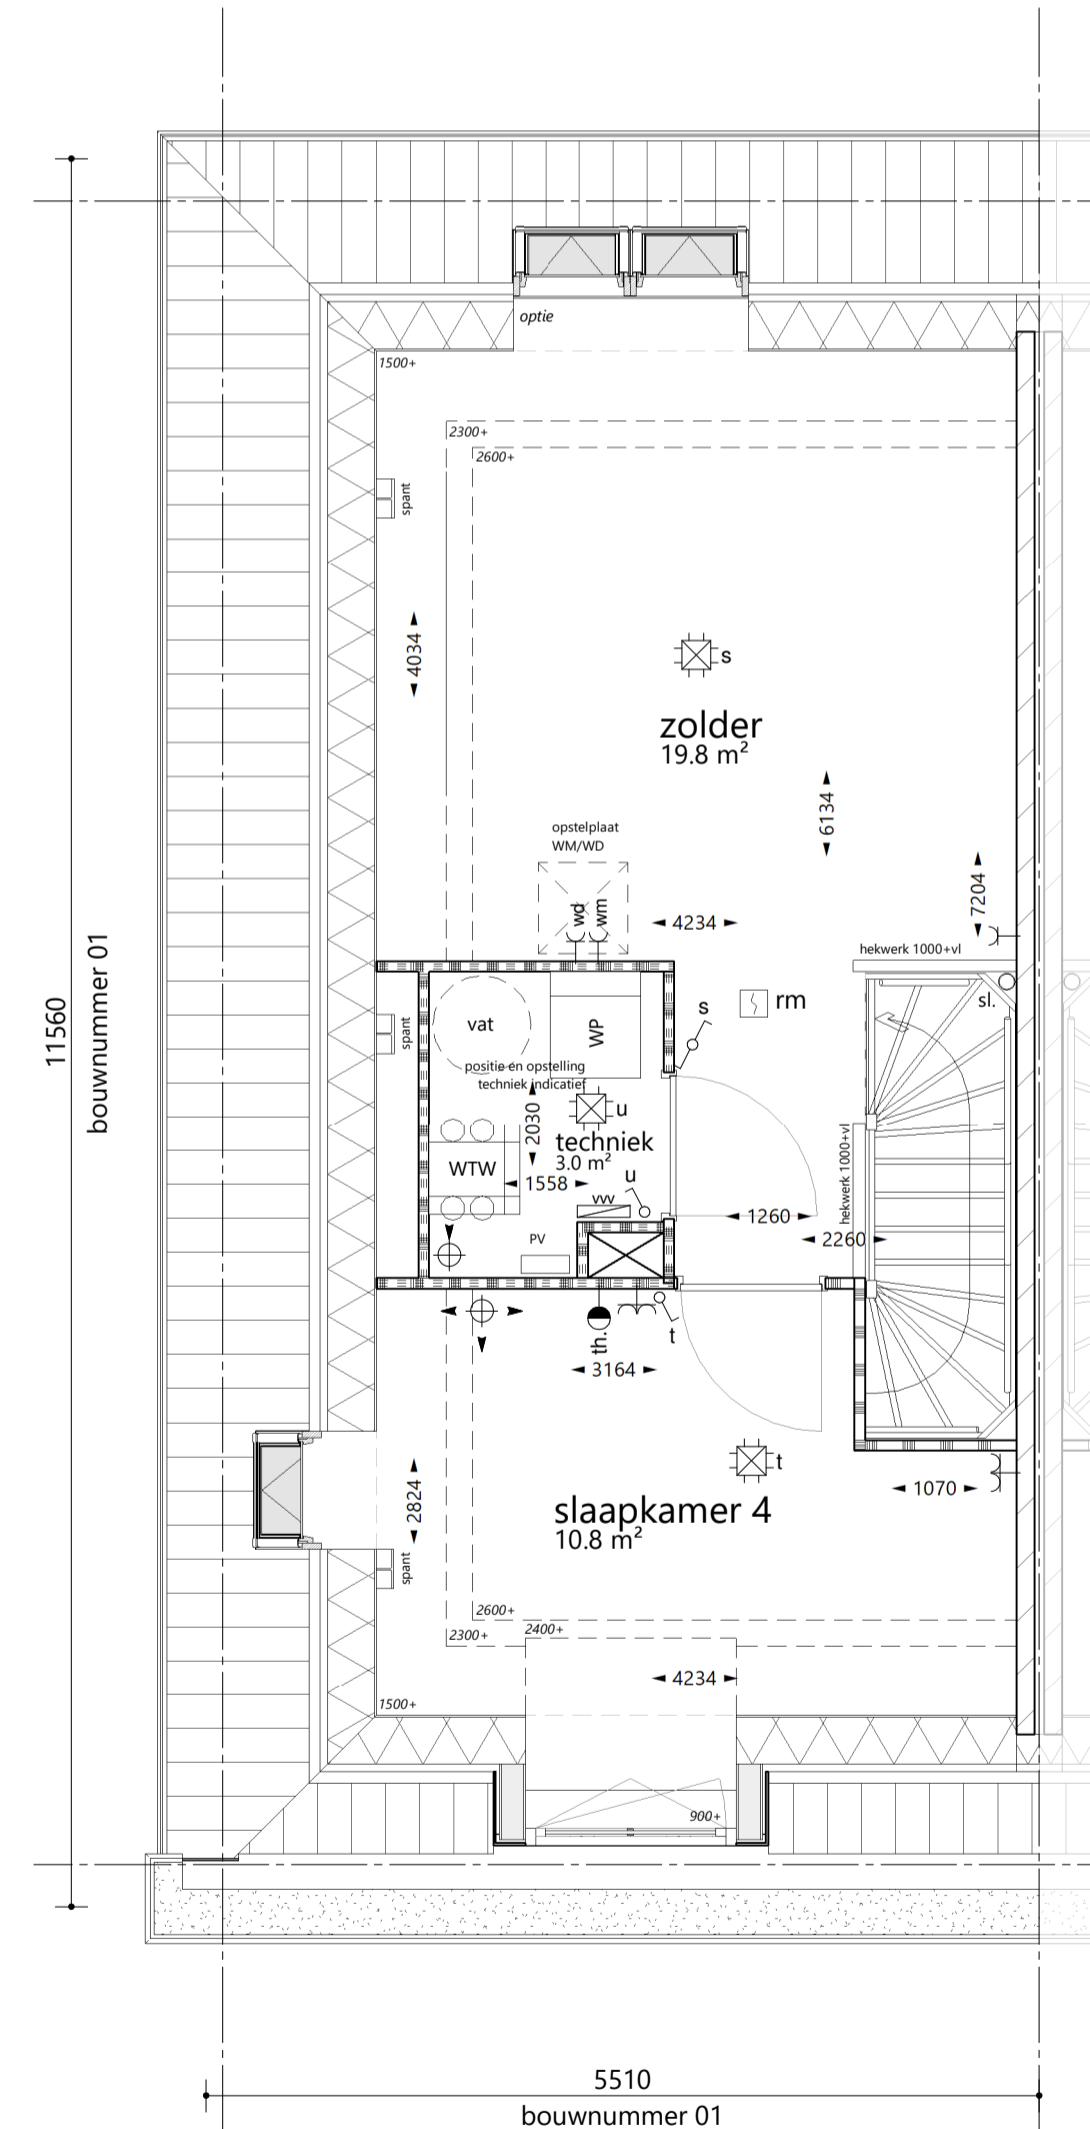 optie
1500+
2300+
2600+
spant
4034
s
zolder
19.8 m²
6134
opstelplaat
WM/WD
wd
wm
4234
7204
hekwerk 1000+vl
11560
bouwnummer 01
spant
vat
WP
s
rm
sl.
positie en opstelling
techniek indicatief
2030
u
techniek
3.0 m²
WTW
1558
u
vvv
PV
1260
2260
hekwerk 1000+vl
th.
t
3164
t
2824
slaapkamer 4
10.8 m²
1070
spant
2600+
2300+
2400+
4234
1500+
900+
5510
bouwnummer 01